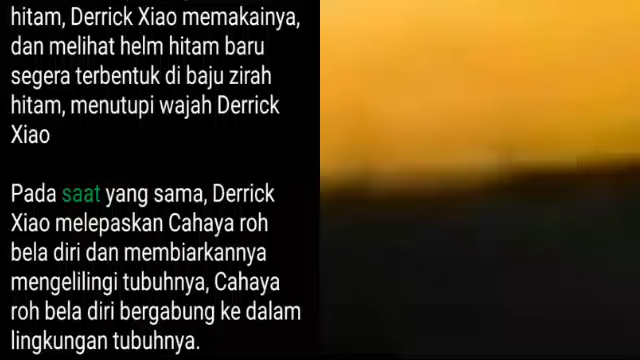 hitam, Derrick Xiao memakainya,
dan melihat helm hitam baru
segera terbentuk di baju zirah
hitam, menutupi wajah Derrick
Xiao
Pada saat yang sama, Derrick
Xiao melepaskan Cahaya roh
bela diri dan membiarkannya
mengelilingi tubuhnya, Cahaya
roh bela diri bergabung ke dalam
lingkungan tubuhnya.